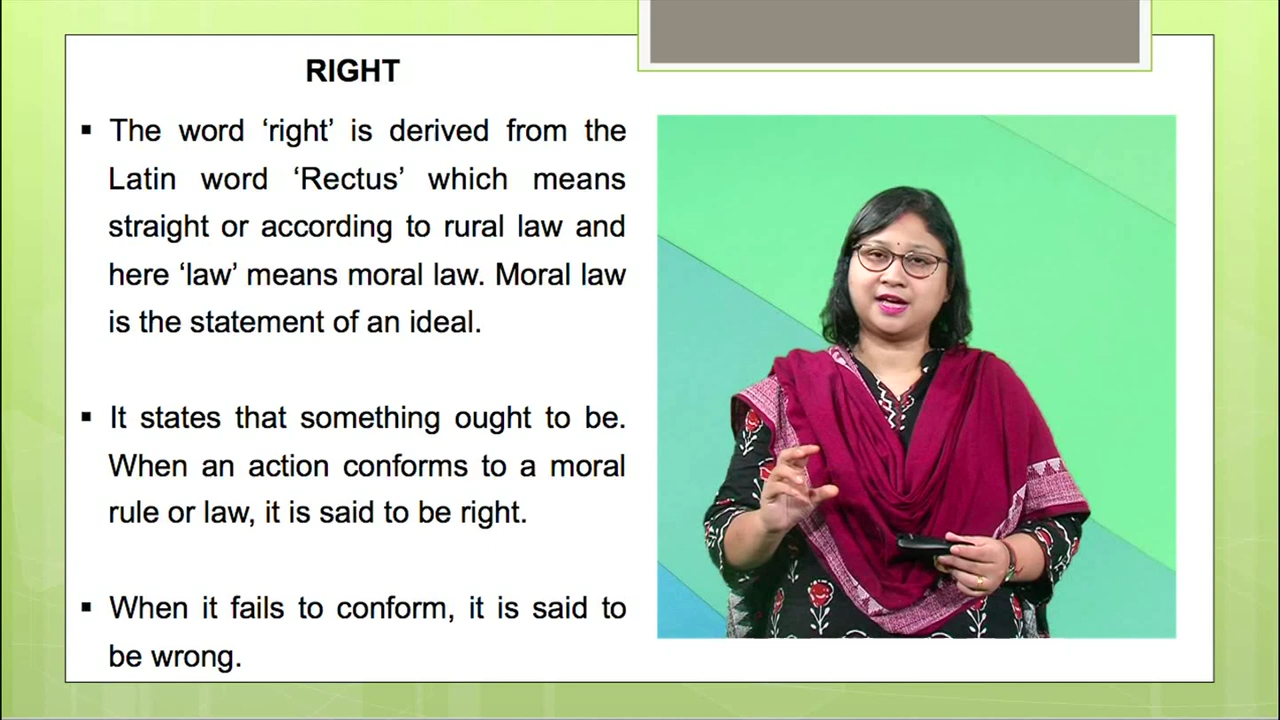 RIGHT
▪ The word ‘right’ is derived from the
Latin word ‘Rectus’ which means
straight or according to rural law and
here ‘law’ means moral law. Moral law
is the statement of an ideal.
▪ It states that something ought to be.
When an action conforms to a moral
rule or law, it is said to be right.
▪ When it fails to conform, it is said to
be wrong.